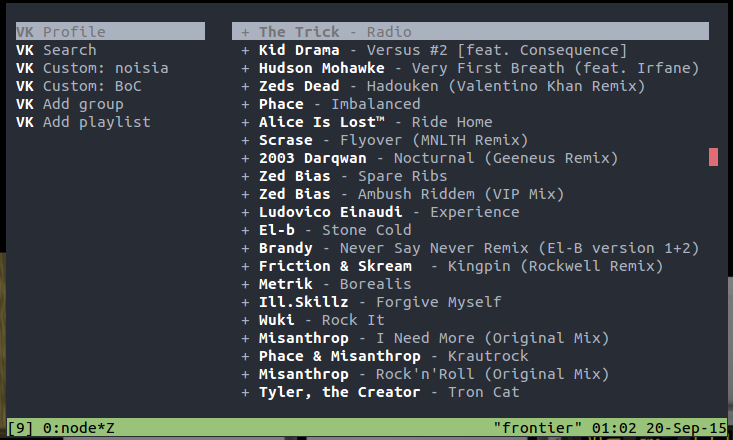 VK Profile
VK Search
VK Custom: noisia
VK Custom: BoC
VK Add group
VK Add playlist
+ The Trick - Radio
+ Kid Drama - Versus #2 [feat. Consequence]
+ Hudson Mohawke - Very First Breath (feat. Irfane)
+ Zeds Dead - Hadouken (Valentino Khan Remix)
+ Phace - Imbalanced
+ Alice Is Lost™ - Ride Home
+ Scrase - Flyover (MNLTH Remix)
+ 2003 Darqwan - Nocturnal (Geeneus Remix)
+ Zed Bias - Spare Ribs
+ Zed Bias - Ambush Riddem (VIP Mix)
+ Ludovico Einaudi - Experience
+ El-b - Stone Cold
+ Brandy - Never Say Never Remix (El-B version 1+2)
+ Friction & Skream  - Kingpin (Rockwell Remix)
+ Metrik - Borealis
+ Ill.Skillz - Forgive Myself
+ Wuki - Rock It
+ Misanthrop - I Need More (Original Mix)
+ Phace & Misanthrop - Krautrock
+ Misanthrop - Rock'n'Roll (Original Mix)
+ Tyler, the Creator - Tron Cat
[9] 0:node*Z "frontier" 01:02 20-Sep-15